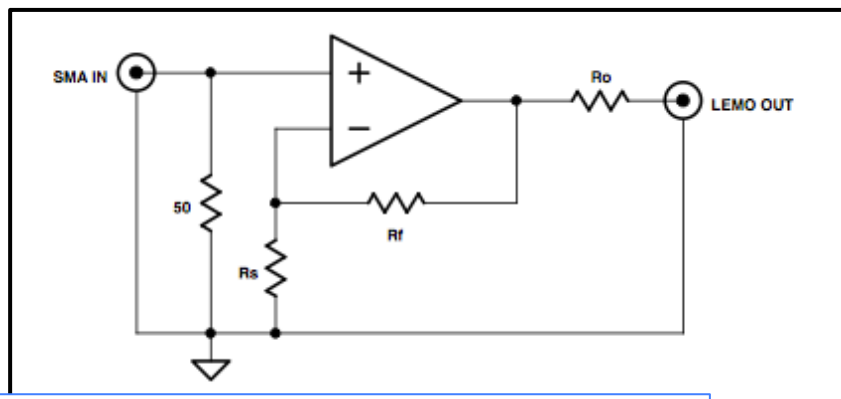 SMA IN
+
−
Ro
LEMO OUT
50
Rf
Rs